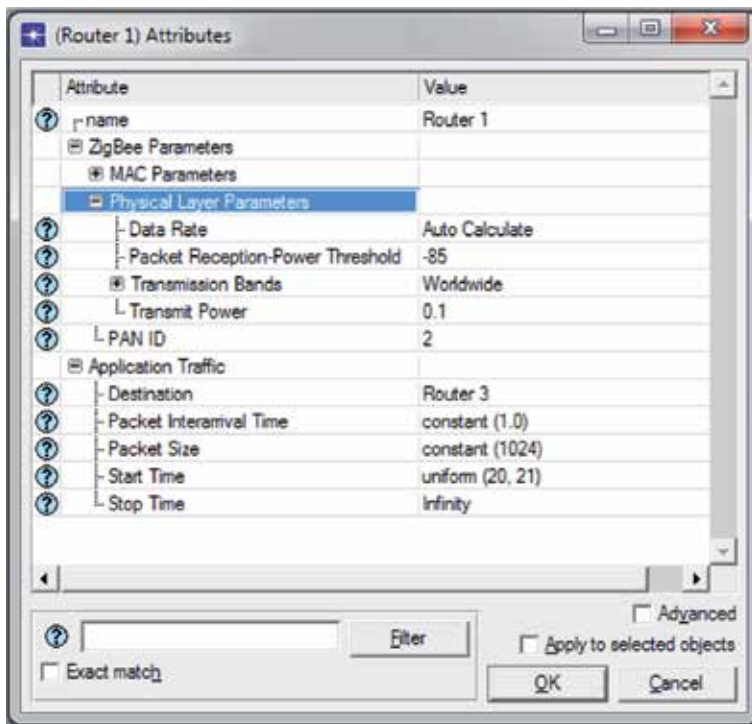 (Router 1) Attributes
Attribute Value
name Router 1
ZigBee Parameters
MAC Parameters
Physical Layer Parameters
Data Rate Auto Calculate
Packet Reception-Power Threshold -85
Transmission Bands Worldwide
Transmit Power 0.1
PAN ID 2
Application Traffic
Destination Router 3
Packet Interarrival Time constant (1.0)
Packet Size constant (1024)
Start Time uniform (20, 21)
Stop Time Infinity
Advanced
Filter
Apply to selected objects
Exact match
OK Cancel